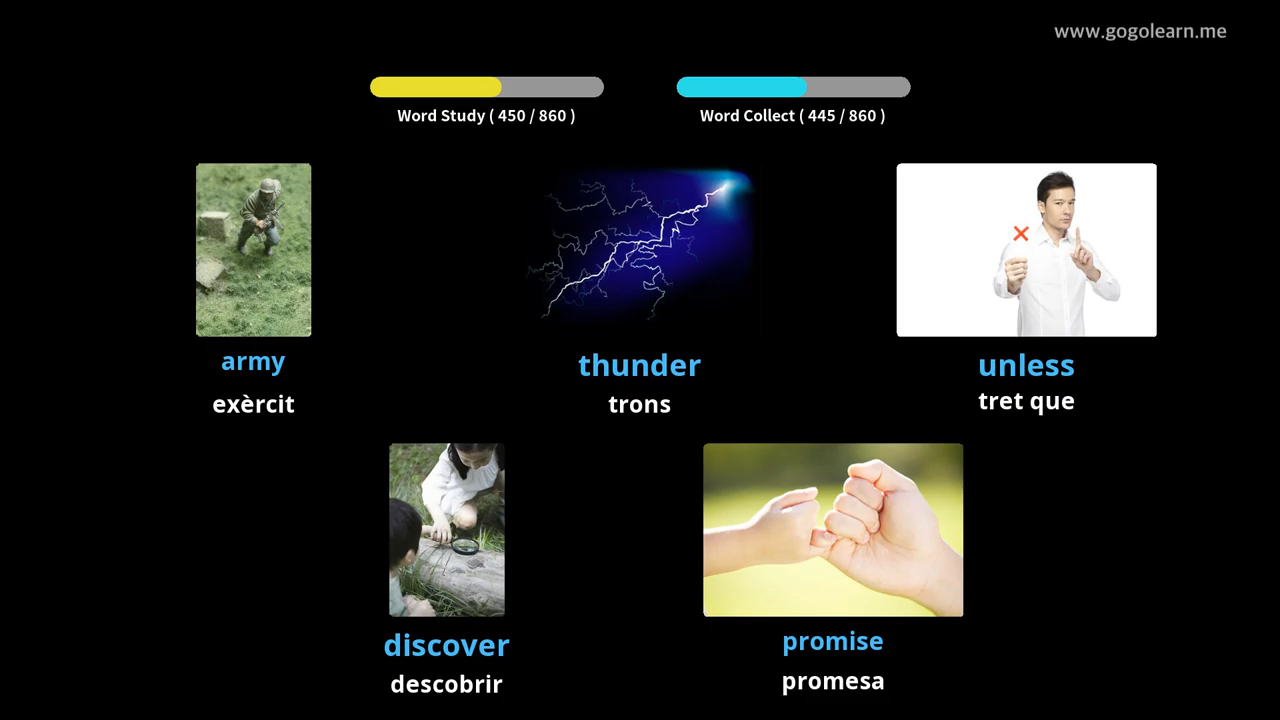 www.gogolearn.me
Word Study ( 450 / 860 )
Word Collect ( 445 / 860 )
army
exèrcit
thunder
trons
unless
tret que
discover
descobrir
promise
promesa